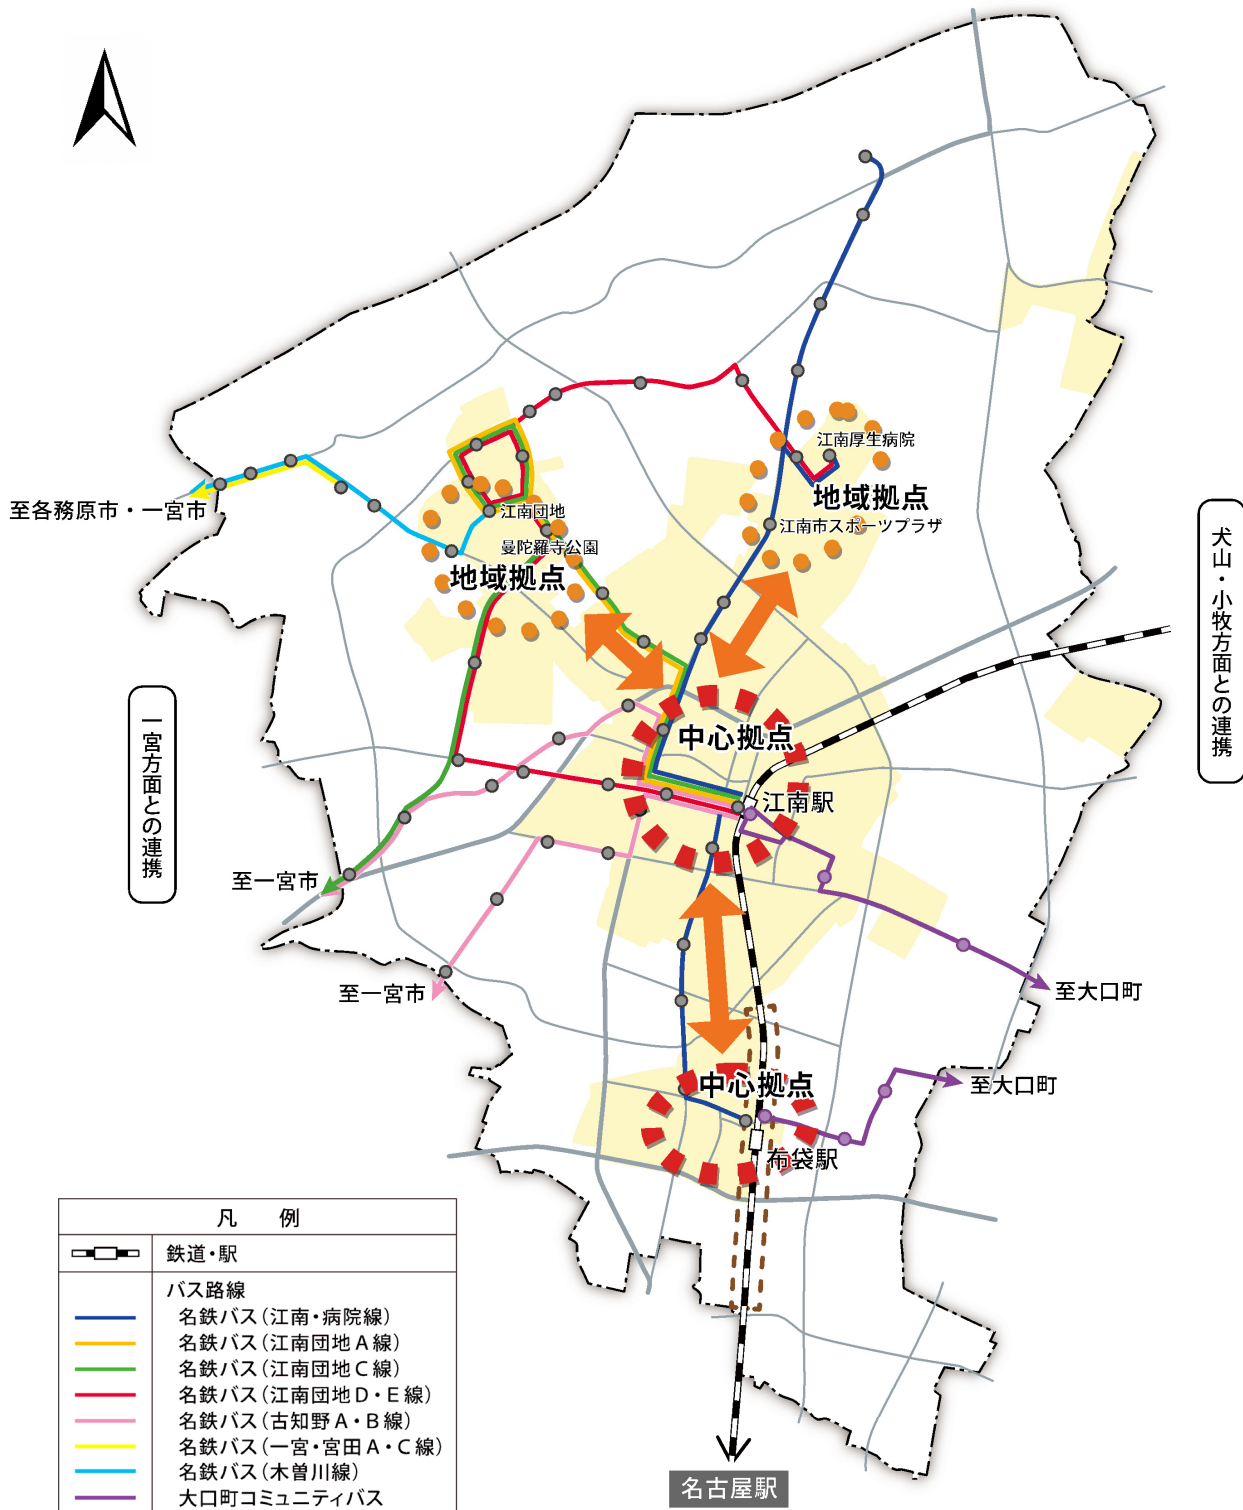 江南厚生病院
地域拠点
江南市スポーツプラザ
至各務原市・一宮市
江南団地
曼陀羅寺公園
地域拠点
犬山・小牧方面との連携
一宮方面との連携
中心拠点
江南駅
至一宮市
至一宮市
至大口町
至大口町
中心拠点
布袋駅
名古屋駅
凡 例
鉄道・駅
バス路線
名鉄バス(江南・病院線)
名鉄バス(江南団地A線)
名鉄バス(江南団地C線)
名鉄バス(江南団地D・E線)
名鉄バス(古知野A・B線)
名鉄バス(一宮・宮田A・C線)
名鉄バス(木曽川線)
大口町コミュニティバス